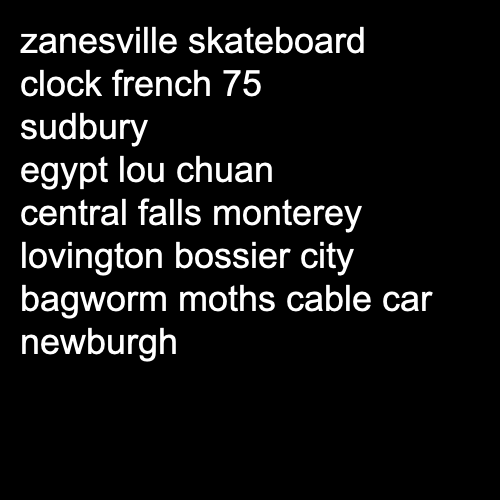 zanesville skateboard
clock french 75
sudbury
egypt lou chuan
central falls monterey
lovington bossier city
bagworm moths cable car
newburgh